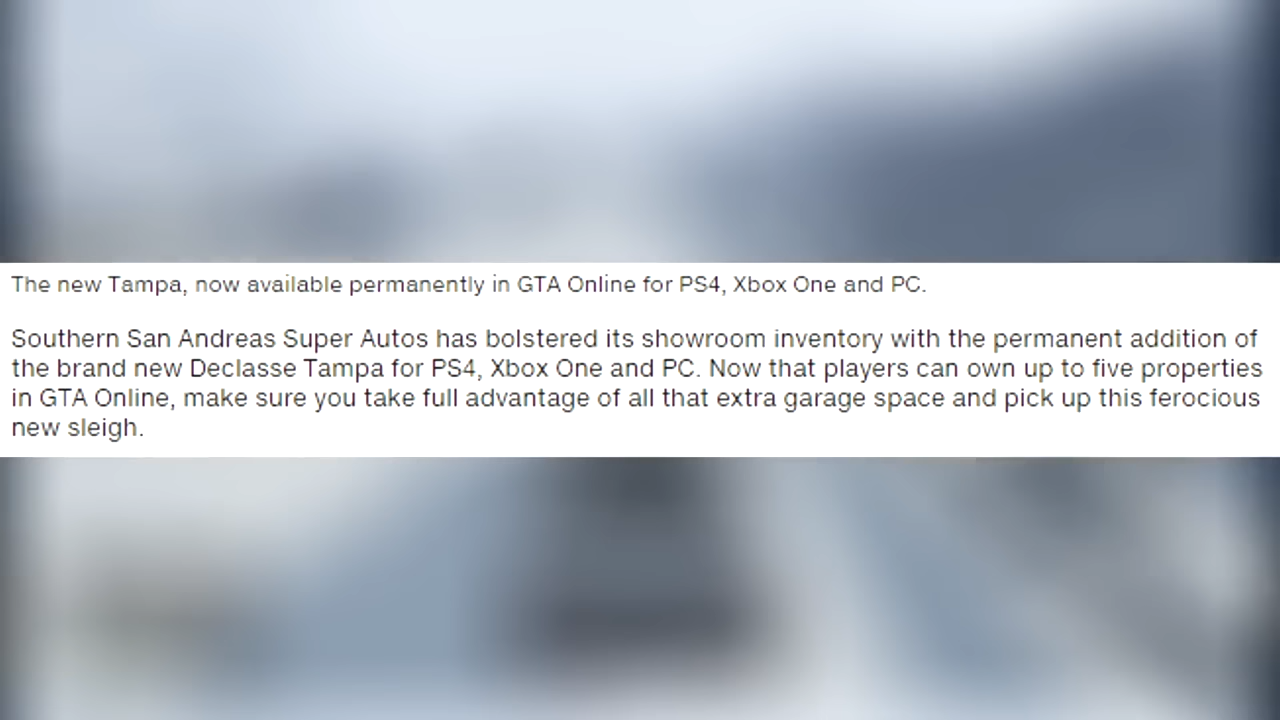 The new Tampa, now available permanently in GTA Online for PS4, Xbox One and PC.
Southern San Andreas Super Autos has bolstered its showroom inventory with the permanent addition of
the brand new Declasse Tampa for PS4, Xbox One and PC. Now that players can own up to five properties
in GTA Online, make sure you take full advantage of all that extra garage space and pick up this ferocious
new sleigh.